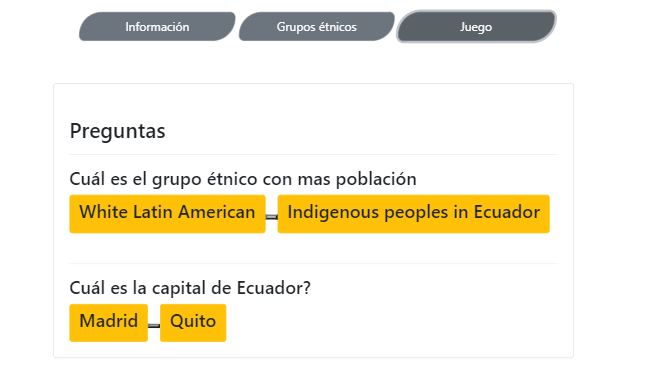 Información
Grupos étnicos
Juego
Preguntas
Cuál es el grupo étnico con mas población
White Latin American
Indigenous peoples in Ecuador
Cuál es la capital de Ecuador?
Madrid
Quito